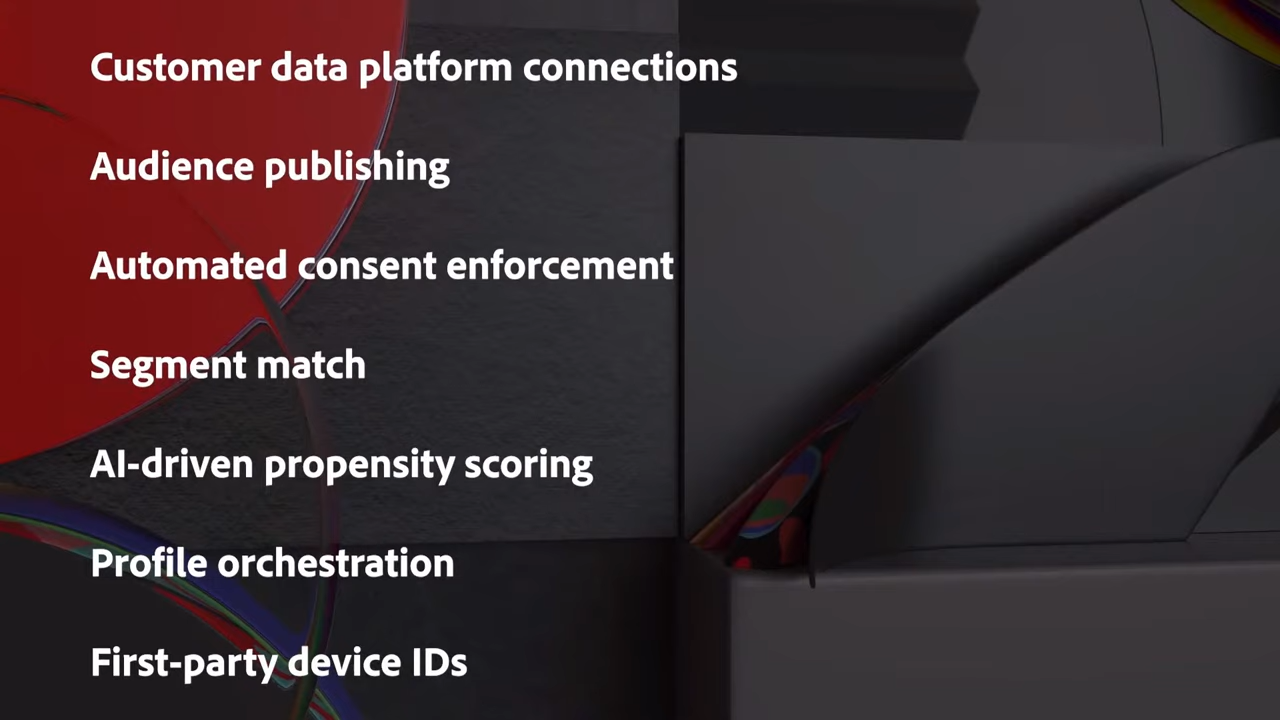 Customer data platform connections
Audience publishing
Automated consent enforcement
Segment match
AI-driven propensity scoring
Profile orchestration
First-party device IDs